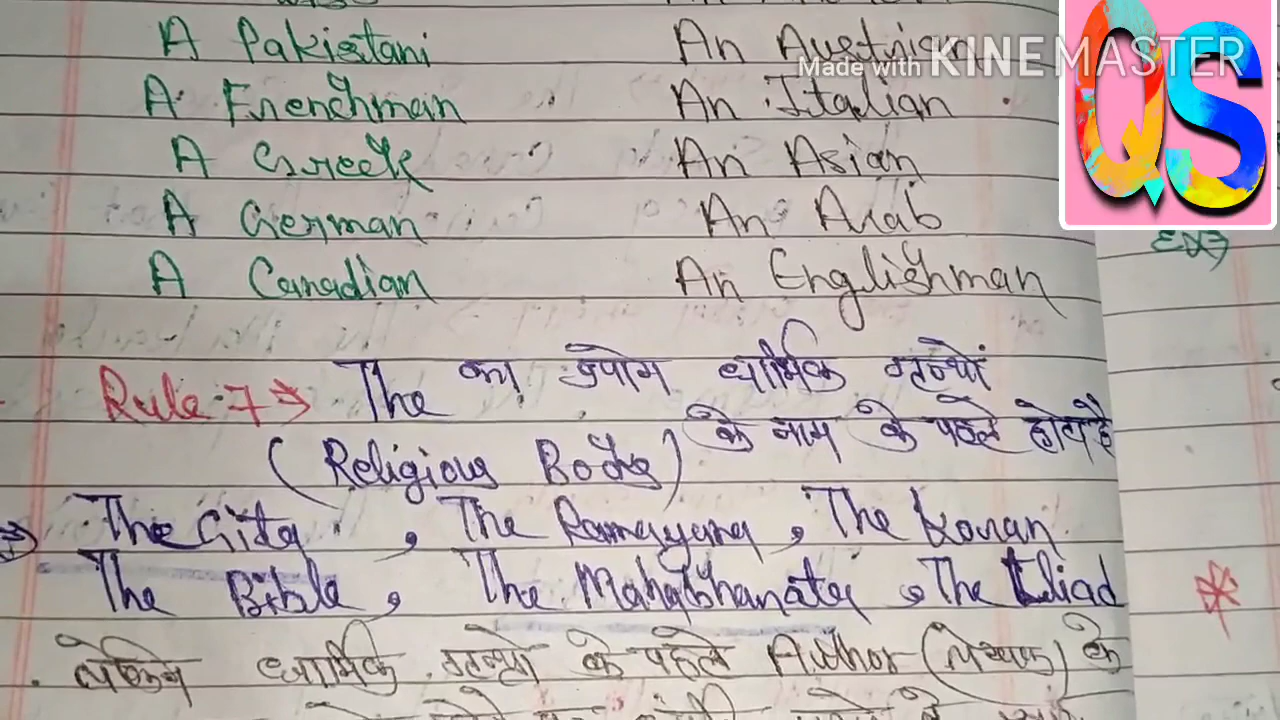 A Pakistani An Austrian
Made with KINEMASTER
QS
A Frenchman An Italian
A Greek An Asian
A German An Arab
A Canadian An Englishman
Rule 7⇒ The का उपयोग धार्मिक ग्रन्थों
(Religious Books) के नाम के पहले होता है
⇒ The Gita, The Ramayana, The Kouran
The Bible, The Mahabharata, The Iliad
लेकिन धार्मिक ग्रन्थो के पहले Author (लेखक) के